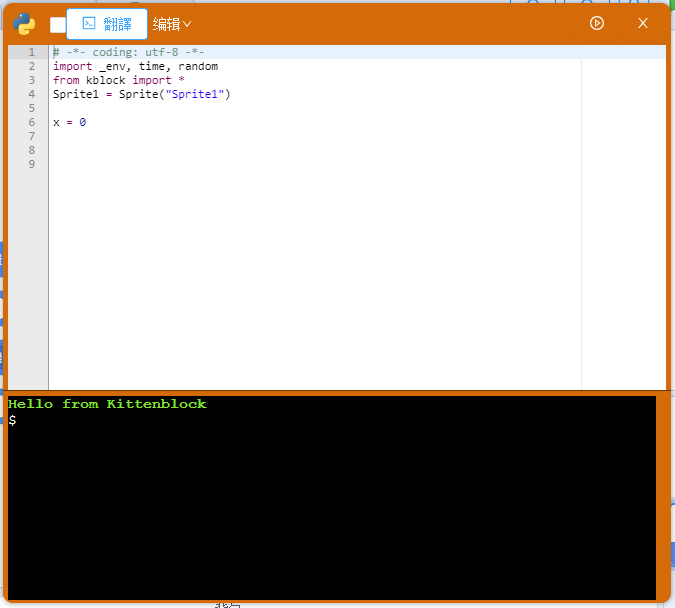 翻譯 编辑
1 # -*- coding: utf-8 -*-
2 import _env, time, random
3 from kblock import *
4 Sprite1 = Sprite("Sprite1")
5
6 x = 0
7
8
9
Hello from Kittenblock
$